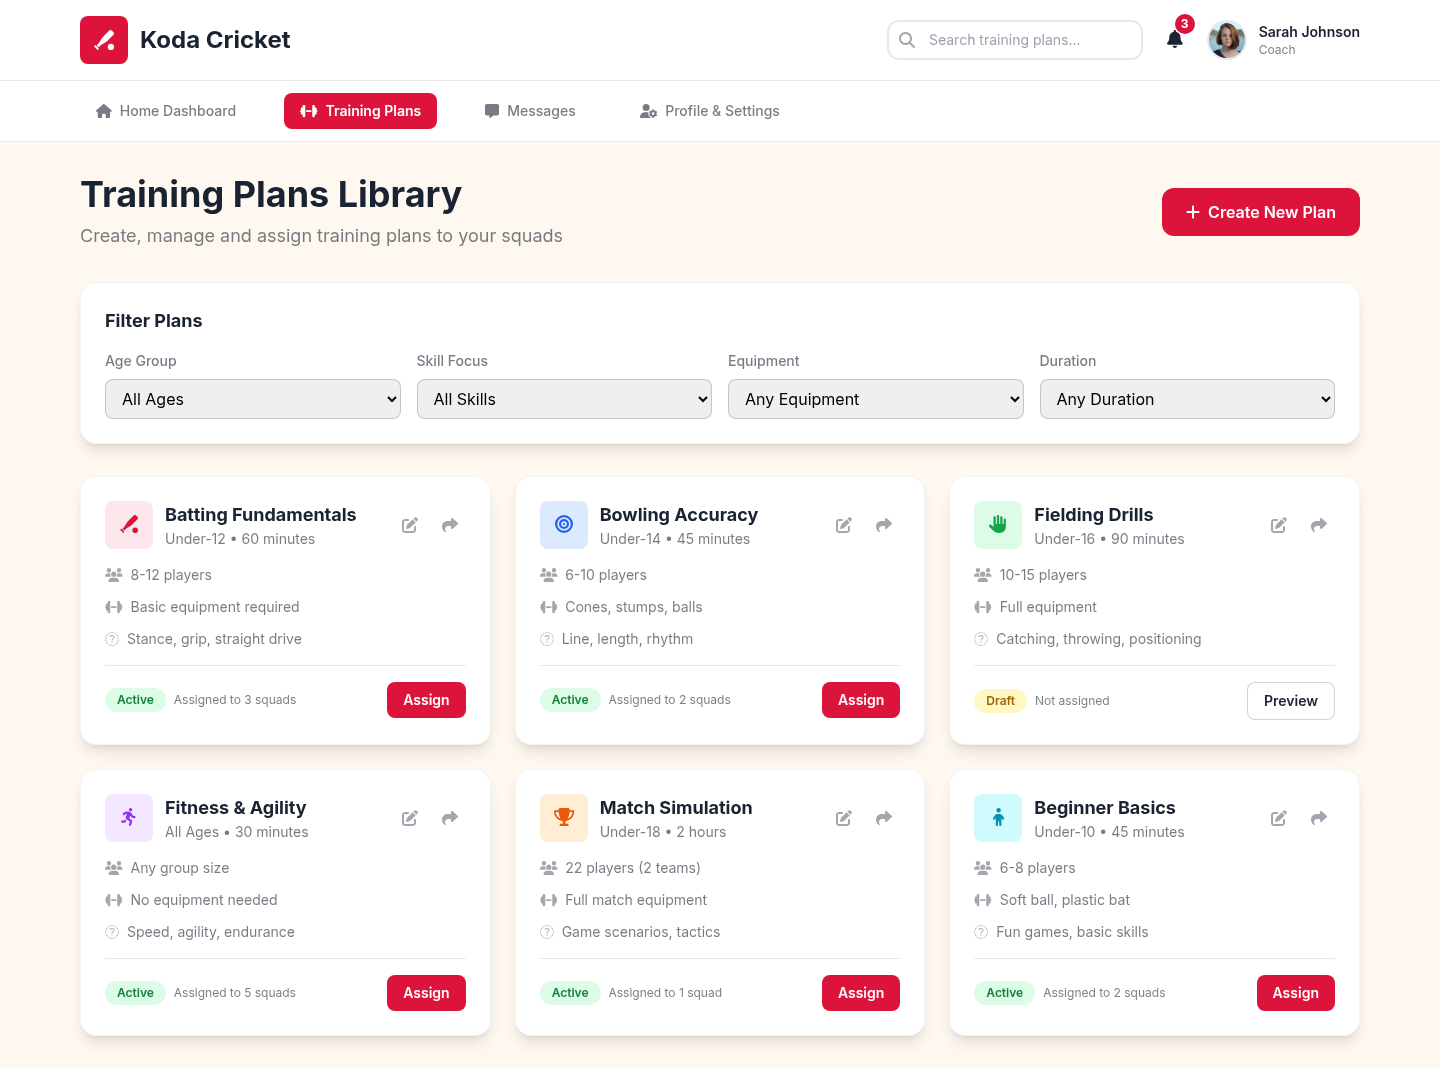 Koda Cricket
Search training plans...
3
Sarah Johnson
Coach
Home Dashboard
Training Plans
Messages
Profile & Settings
Training Plans Library
Create, manage and assign training plans to your squads
Create New Plan
Filter Plans
Age Group
Skill Focus
Equipment
Duration
All Ages
All Skills
Any Equipment
Any Duration
Batting Fundamentals
Under-12 • 60 minutes
8-12 players
Basic equipment required
Stance, grip, straight drive
Active
Assigned to 3 squads
Assign
Bowling Accuracy
Under-14 • 45 minutes
6-10 players
Cones, stumps, balls
Line, length, rhythm
Active
Assigned to 2 squads
Assign
Fielding Drills
Under-16 • 90 minutes
10-15 players
Full equipment
Catching, throwing, positioning
Draft
Not assigned
Preview
Fitness & Agility
All Ages • 30 minutes
Any group size
No equipment needed
Speed, agility, endurance
Active
Assigned to 5 squads
Assign
Match Simulation
Under-18 • 2 hours
22 players (2 teams)
Full match equipment
Game scenarios, tactics
Active
Assigned to 1 squad
Assign
Beginner Basics
Under-10 • 45 minutes
6-8 players
Soft ball, plastic bat
Fun games, basic skills
Active
Assigned to 2 squads
Assign